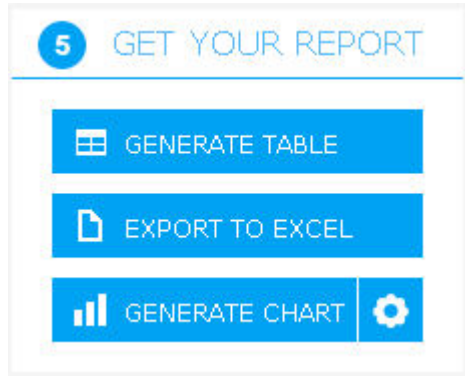 5 GET YOUR REPORT
GENERATE TABLE
EXPORT TO EXCEL
GENERATE CHART